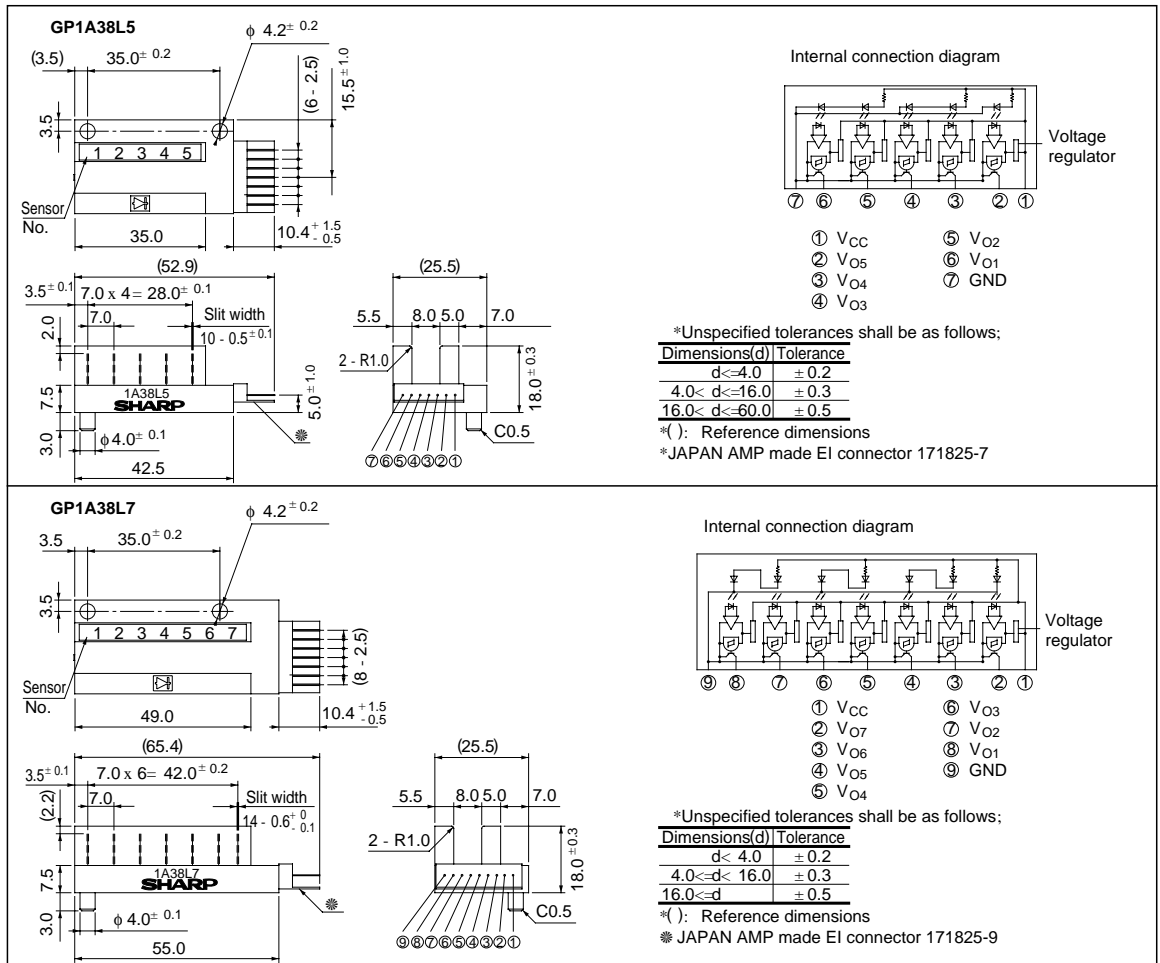 GP1A38L5
φ 4.2± 0.2
(3.5)
35.0± 0.2
(6 - 2.5)
15.5± 1.0
3.5
1 2 3 4 5
Sensor
No.
35.0
10.4+ 1.5 - 0.5
(52.9)
3.5± 0.1
7.0 x 4= 28.0± 0.1
7.0
Slit width
10 - 0.5± 0.1
2.0
7.5
3.0
1A38L5
SHARP
5.0± 1.0
φ 4.0± 0.1
42.5
(25.5)
5.5
8.0
5.0
7.0
2 - R1.0
18.0± 0.3
C0.5
⑦⑥⑤④③②①
Internal connection diagram
Voltage
regulator
⑦ ⑥ ⑤ ④ ③ ② ①
① VCC
② VO5
③ VO4
④ VO3
⑤ VO2
⑥ VO1
⑦ GND
*Unspecified tolerances shall be as follows;
Dimensions(d) Tolerance
d<=4.0 ± 0.2
4.0< d<=16.0 ± 0.3
16.0< d<=60.0 ± 0.5
*( ): Reference dimensions
*JAPAN AMP made EI connector 171825-7
GP1A38L7
φ 4.2± 0.2
3.5
35.0± 0.2
3.5
1 2 3 4 5 6 7
(8 - 2.5)
Sensor
No.
49.0
10.4+1.5 -0.5
(65.4)
3.5± 0.1
7.0 x 6= 42.0± 0.2
7.0
Slit width
14 - 0.6+ 0 - 0.1
(2.2)
7.5
3.0
1A38L7
SHARP
φ 4.0± 0.1
55.0
(25.5)
5.5
8.0
5.0
7.0
2 - R1.0
18.0±0.3
C0.5
⑨⑧⑦⑥⑤④③②①
Internal connection diagram
Voltage
regulator
⑨ ⑧ ⑦ ⑥ ⑤ ④ ③ ② ①
① VCC
② VO7
③ VO6
④ VO5
⑤ VO4
⑥ VO3
⑦ VO2
⑧ VO1
⑨ GND
*Unspecified tolerances shall be as follows;
Dimensions(d) Tolerance
d< 4.0 ± 0.2
4.0<=d< 16.0 ± 0.3
16.0<=d ± 0.5
*( ): Reference dimensions
❋ JAPAN AMP made EI connector 171825-9